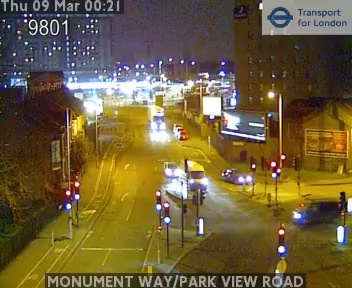 Thu 09 Mar 00:21
Transport
for London
9801
MONUMENT WAY/PARK VIEW ROAD